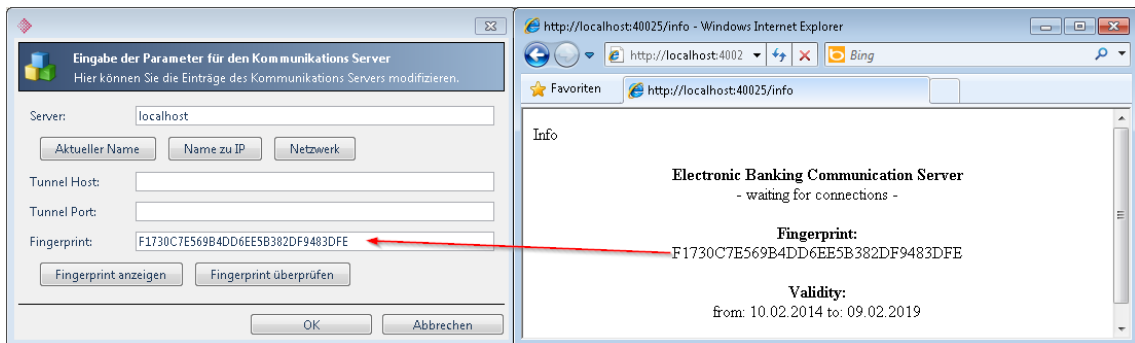 Eingabe der Parameter für den Kommunikations Server
Hier können Sie die Einträge des Kommunikations Servers modifizieren.
Server: localhost
Aktueller Name Name zu IP Netzwerk
Tunnel Host:
Tunnel Port:
Fingerprint: F1730C7E569B4DD6EE5B382DF9483DFE
Fingerprint anzeigen Fingerprint überprüfen
OK Abbrechen
http://localhost:40025/info - Windows Internet Explorer
http://localhost:4002 Bing
Favoriten http://localhost:40025/info
Info
Electronic Banking Communication Server
- waiting for connections -
Fingerprint:
F1730C7E569B4DD6EE5B382DF9483DFE
Validity:
from: 10.02.2014 to: 09.02.2019